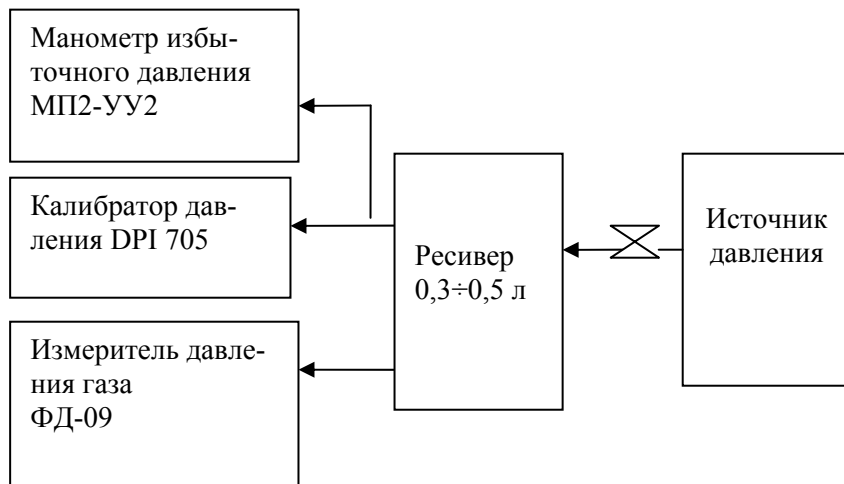 Манометр избы-
точного давления
МП2-УУ2
Калибратор дав-
ления DPI 705
Измеритель давле-
ния газа
ФД-09
Ресивер
0,3÷0,5 л
Источник
давления